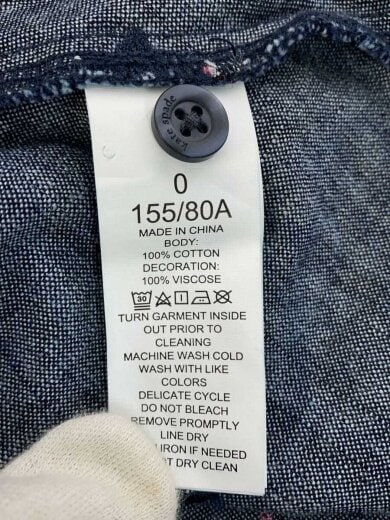 kate spade
0
155/80A
MADE IN CHINA
BODY:
100% COTTON
DECORATION:
100% VISCOSE
30
TURN GARMENT INSIDE
OUT PRIOR TO
CLEANING
MACHINE WASH COLD
WASH WITH LIKE
COLORS
DELICATE CYCLE
DO NOT BLEACH
REMOVE PROMPTLY
LINE DRY
IRON IF NEEDED
DRY CLEAN